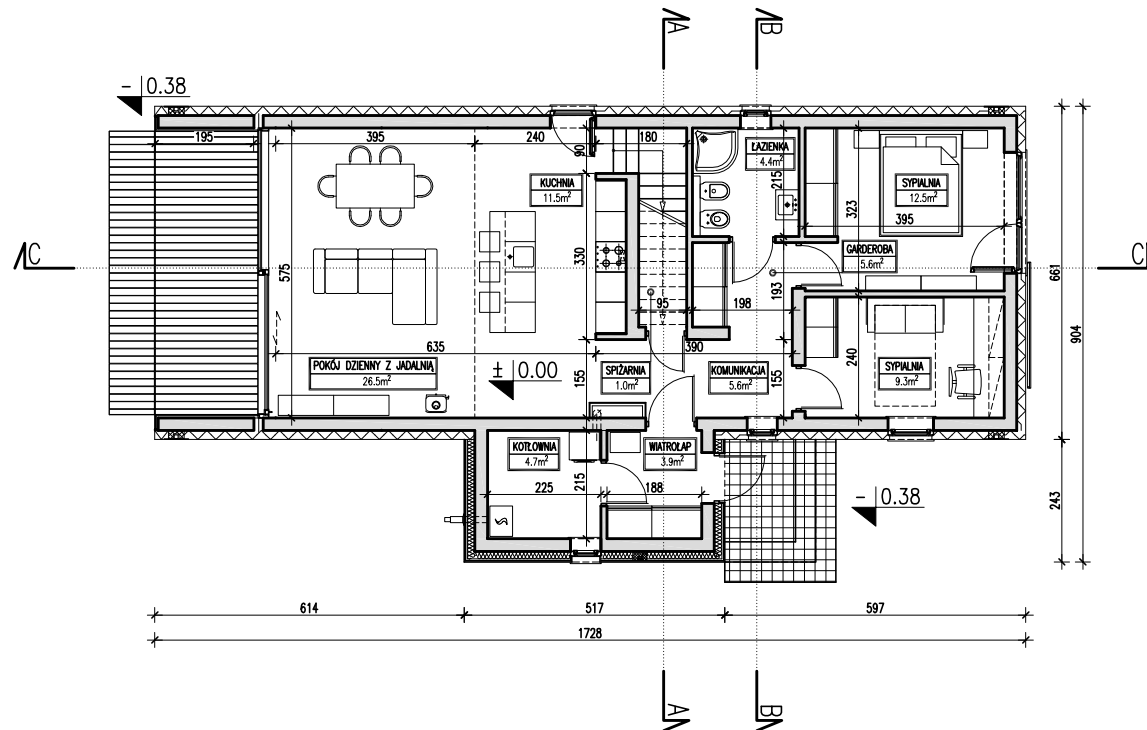 A
B
- 0.38
195
395
240
180
90
ŁAZIENKA
4.4m²
215
KUCHNIA
11.5m²
SYPIALNIA
12.5m²
323
395
C
C
575
330
GARDEROBA
5.6m²
193
661
904
95
198
635
390
POKÓJ DZIENNY Z JADALNIĄ
26.5m²
± 0.00
155
SPIŻARNIA
1.0m²
KOMUNIKACJA
5.6m²
155
240
SYPIALNIA
9.3m²
KOTŁOWNIA
4.7m²
WIATROŁAP
3.9m²
215
225
188
- 0.38
243
614
517
597
1728
A
B